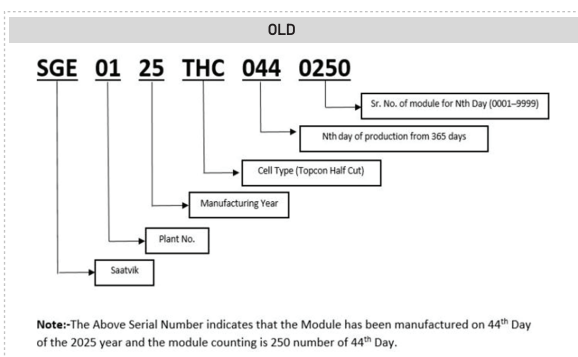 OLD
SGE 01 25 THC 044 0250
Sr. No. of module for Nth Day (0001–9999)
Nth day of production from 365 days
Cell Type (Topcon Half Cut)
Manufacturing Year
Plant No.
Saatvik
Note:-The Above Serial Number indicates that the Module has been manufactured on 44th Day
of the 2025 year and the module counting is 250 number of 44th Day.